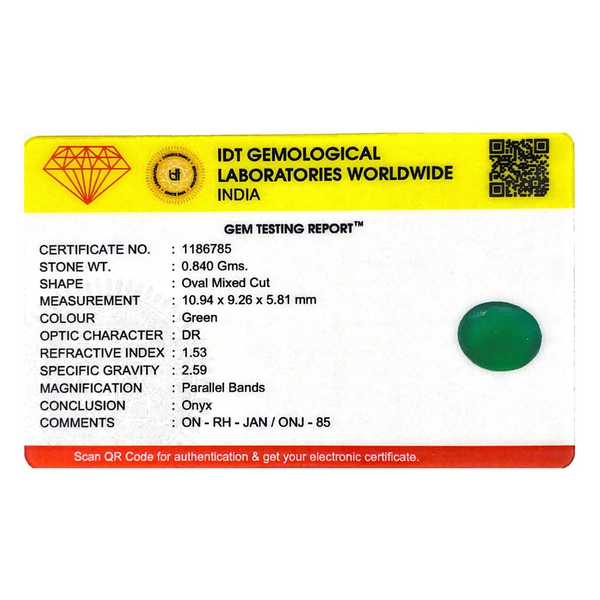 IDT GEMOLOGICAL
LABORATORIES WORLDWIDE
INDIA
GEM TESTING REPORT™
CERTIFICATE NO. : 1186785
STONE WT. : 0.840 Gms.
SHAPE : Oval Mixed Cut
MEASUREMENT : 10.94 x 9.26 x 5.81 mm
COLOUR : Green
OPTIC CHARACTER : DR
REFRACTIVE INDEX : 1.53
SPECIFIC GRAVITY : 2.59
MAGNIFICATION : Parallel Bands
CONCLUSION : Onyx
COMMENTS : ON - RH - JAN / ONJ - 85
Scan QR Code for authentication & get your electronic certificate.